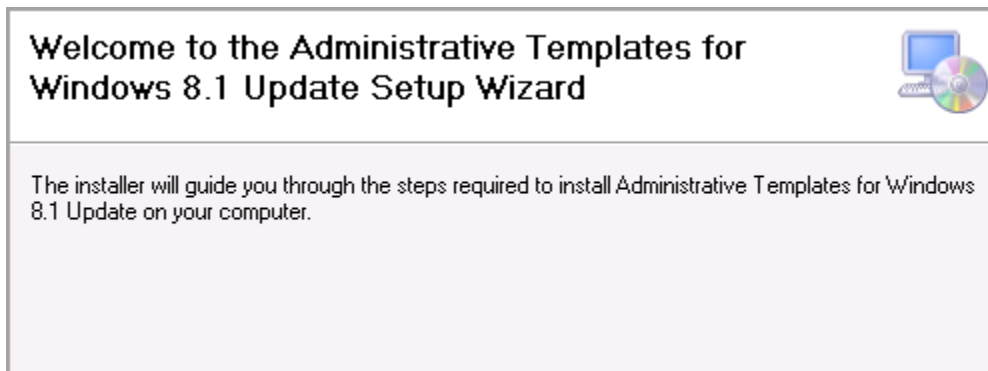 Welcome to the Administrative Templates for
Windows 8.1 Update Setup Wizard
The installer will guide you through the steps required to install Administrative Templates for Windows
8.1 Update on your computer.